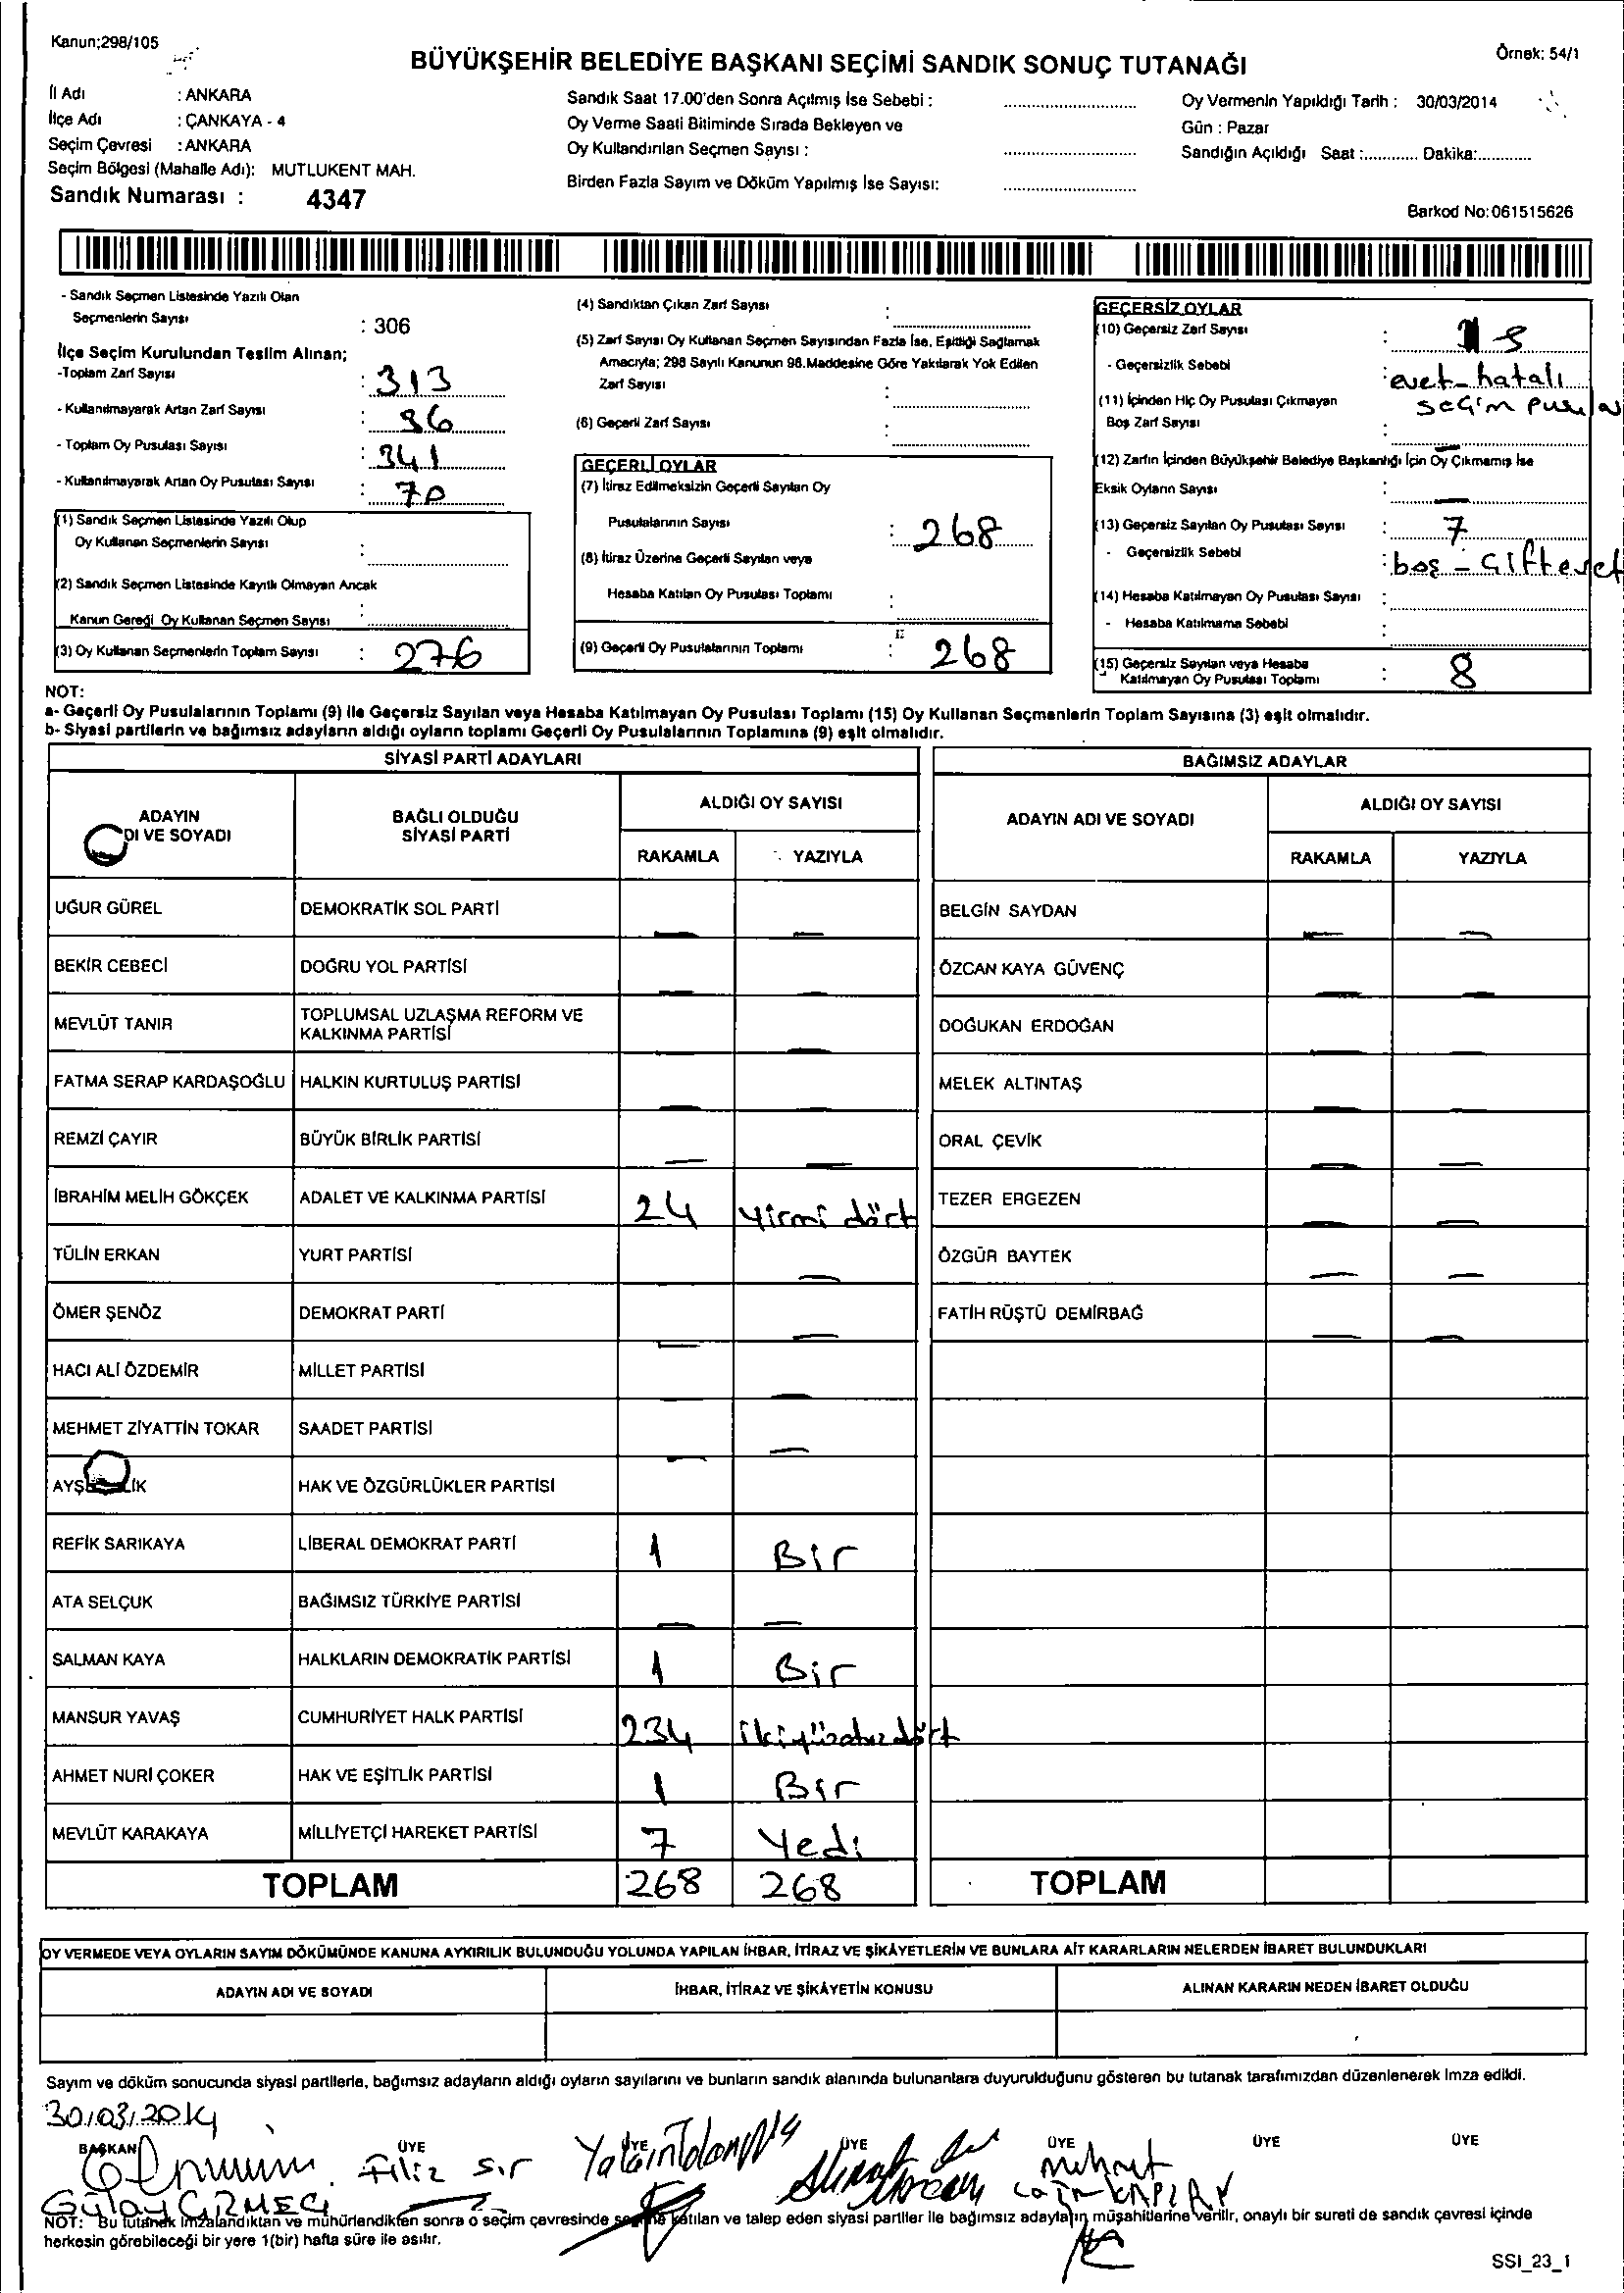 Kanun;298/105
BÜYÜKŞEHİR BELEDİYE BAŞKANI SEÇİMİ SANDIK SONUÇ TUTANAĞI
Örnek: 54/1
İl Adı : ANKARA
İlçe Adı : ÇANKAYA - 4
Seçim Çevresi : ANKARA
Seçim Bölgesi (Mahalle Adı): MUTLUKENT MAH.
Sandık Numarası : 4347
Sandık Saat 17.00'den Sonra Açılmış İse Sebebi :
Oy Verme Saati Bitiminde Sırada Bekleyen ve
Oy Kullandırılan Seçmen Sayısı :
Birden Fazla Sayım ve Döküm Yapılmış İse Sayısı:
Oy Vermenin Yapıldığı Tarih : 30/03/2014
Gün : Pazar
Sandığın Açıldığı Saat :............ Dakika:............
Barkod No:061515626
- Sandık Seçmen Listesinde Yazılı Olan
Seçmenlerin Sayısı : 306
İlçe Seçim Kurulundan Teslim Alınan;
-Toplam Zarf Sayısı : 313
- Kullanılmayarak Artan Zarf Sayısı : 36
- Toplam Oy Pusulası Sayısı : 341
- Kullanılmayarak Artan Oy Pusulası Sayısı : 70
(1) Sandık Seçmen Listesinde Yazılı Olup
Oy Kullanan Seçmenlerin Sayısı :
(2) Sandık Seçmen Listesinde Kayıtlı Olmayan Ancak
Kanun Gereği Oy Kullanan Seçmen Sayısı :
(3) Oy Kullanan Seçmenlerin Toplam Sayısı : 276
(4) Sandıktan Çıkan Zarf Sayısı :
(5) Zarf Sayısı Oy Kullanan Seçmen Sayısından Fazla İse, Eşitliği Sağlamak
Amacıyla; 298 Sayılı Kanunun 98.Maddesine Göre Yakılarak Yok Edilen
Zarf Sayısı :
(6) Geçerli Zarf Sayısı :
GEÇERLİ OYLAR
(7) İtiraz Edilmeksizin Geçerli Sayılan Oy
Pusulalarının Sayısı : 268
(8) İtiraz Üzerine Geçerli Sayılan veya
Hesaba Katılan Oy Pusulası Toplamı :
(9) Geçerli Oy Pusulalarının Toplamı : 268
GEÇERSİZ OYLAR
(10) Geçersiz Zarf Sayısı :
- Geçersizlik Sebebi : evet - hatalı
seçim
(11) İçinden Hiç Oy Pusulası Çıkmayan
Boş Zarf Sayısı : —
(12) Zarfın İçinden Büyükşehir Belediye Başkanlığı İçin Oy Çıkmamış İse
Eksik Oyların Sayısı : —
(13) Geçersiz Sayılan Oy Pusulası Sayısı : 7
- Geçersizlik Sebebi : boş - Çift evet
(14) Hesaba Katılmayan Oy Pusulası Sayısı :
- Hesaba Katılmama Sebebi :
(15) Geçersiz Sayılan veya Hesaba
Katılmayan Oy Pusulası Toplamı : 8
NOT:
a- Geçerli Oy Pusulalarının Toplamı (9) ile Geçersiz Sayılan veya Hesaba Katılmayan Oy Pusulası Toplamı (15) Oy Kullanan Seçmenlerin Toplam Sayısına (3) eşit olmalıdır.
b- Siyasi partilerin ve bağımsız adayların aldığı oyların toplamı Geçerli Oy Pusulalarının Toplamına (9) eşit olmalıdır.
SİYASİ PARTİ ADAYLARI
ADAYIN
DI VE SOYADI
BAĞLI OLDUĞU
SİYASİ PARTİ
ALDIĞI OY SAYISI
RAKAMLA YAZIYLA
UĞUR GÜREL DEMOKRATİK SOL PARTİ — —
BEKİR CEBECİ DOĞRU YOL PARTİSİ — —
MEVLÜT TANIR TOPLUMSAL UZLAŞMA REFORM VE
KALKINMA PARTİSİ —
FATMA SERAP KARDAŞOĞLU HALKIN KURTULUŞ PARTİSİ — —
REMZİ ÇAYIR BÜYÜK BİRLİK PARTİSİ — —
İBRAHİM MELİH GÖKÇEK ADALET VE KALKINMA PARTİSİ 24 Yirmi dört
TÜLİN ERKAN YURT PARTİSİ —
ÖMER ŞENÖZ DEMOKRAT PARTİ — —
HACI ALİ ÖZDEMİR MİLLET PARTİSİ —
MEHMET ZİYATTİN TOKAR SAADET PARTİSİ — —
HAK VE ÖZGÜRLÜKLER PARTİSİ
REFİK SARIKAYA LİBERAL DEMOKRAT PARTİ 1 Bir
ATA SELÇUK BAĞIMSIZ TÜRKİYE PARTİSİ — —
SALMAN KAYA HALKLARIN DEMOKRATİK PARTİSİ 1 Bir
MANSUR YAVAŞ CUMHURİYET HALK PARTİSİ 234 ikiyüzotuzdört
AHMET NURİ ÇOKER HAK VE EŞİTLİK PARTİSİ 1 Bir
MEVLÜT KARAKAYA MİLLİYETÇİ HAREKET PARTİSİ 7 Yedi
TOPLAM 268 268
BAĞIMSIZ ADAYLAR
ADAYIN ADI VE SOYADI
ALDIĞI OY SAYISI
RAKAMLA YAZIYLA
BELGİN SAYDAN — —
ÖZCAN KAYA GÜVENÇ — —
DOĞUKAN ERDOĞAN — —
MELEK ALTINTAŞ — —
ORAL ÇEVİK — —
TEZER ERGEZEN — —
ÖZGÜR BAYTEK — —
FATİH RÜŞTÜ DEMİRBAĞ — —
TOPLAM
OY VERMEDE VEYA OYLARIN SAYIM DÖKÜMÜNDE KANUNA AYKIRILIK BULUNDUĞU YOLUNDA YAPILAN İHBAR, İTİRAZ VE ŞİKÂYETLERİN VE BUNLARA AİT KARARLARIN NELERDEN İBARET BULUNDUKLARI
ADAYIN ADI VE SOYADI İHBAR, İTİRAZ VE ŞİKÂYETİN KONUSU ALINAN KARARIN NEDEN İBARET OLDUĞU
Sayım ve döküm sonucunda siyasi partilerle, bağımsız adayların aldığı oyların sayılarını ve bunların sandık alanında bulunanlara duyurulduğunu gösteren bu tutanak tarafımızdan düzenlenerek imza edildi.
30/03/2014
BAŞKAN ÜYE ÜYE ÜYE ÜYE ÜYE ÜYE
Filiz Sır
Mehmet
KAPLAN
Gülay
NOT: Bu tutanak imzalandıktan ve mühürlendikten sonra o seçim çevresinde seçime katılan ve talep eden siyasi partiler ile bağımsız adayların müşahitlerine verilir, onaylı bir sureti de sandık çevresi içinde
herkesin görebileceği bir yere 1(bir) hafta süre ile asılır.
SSI_23_1